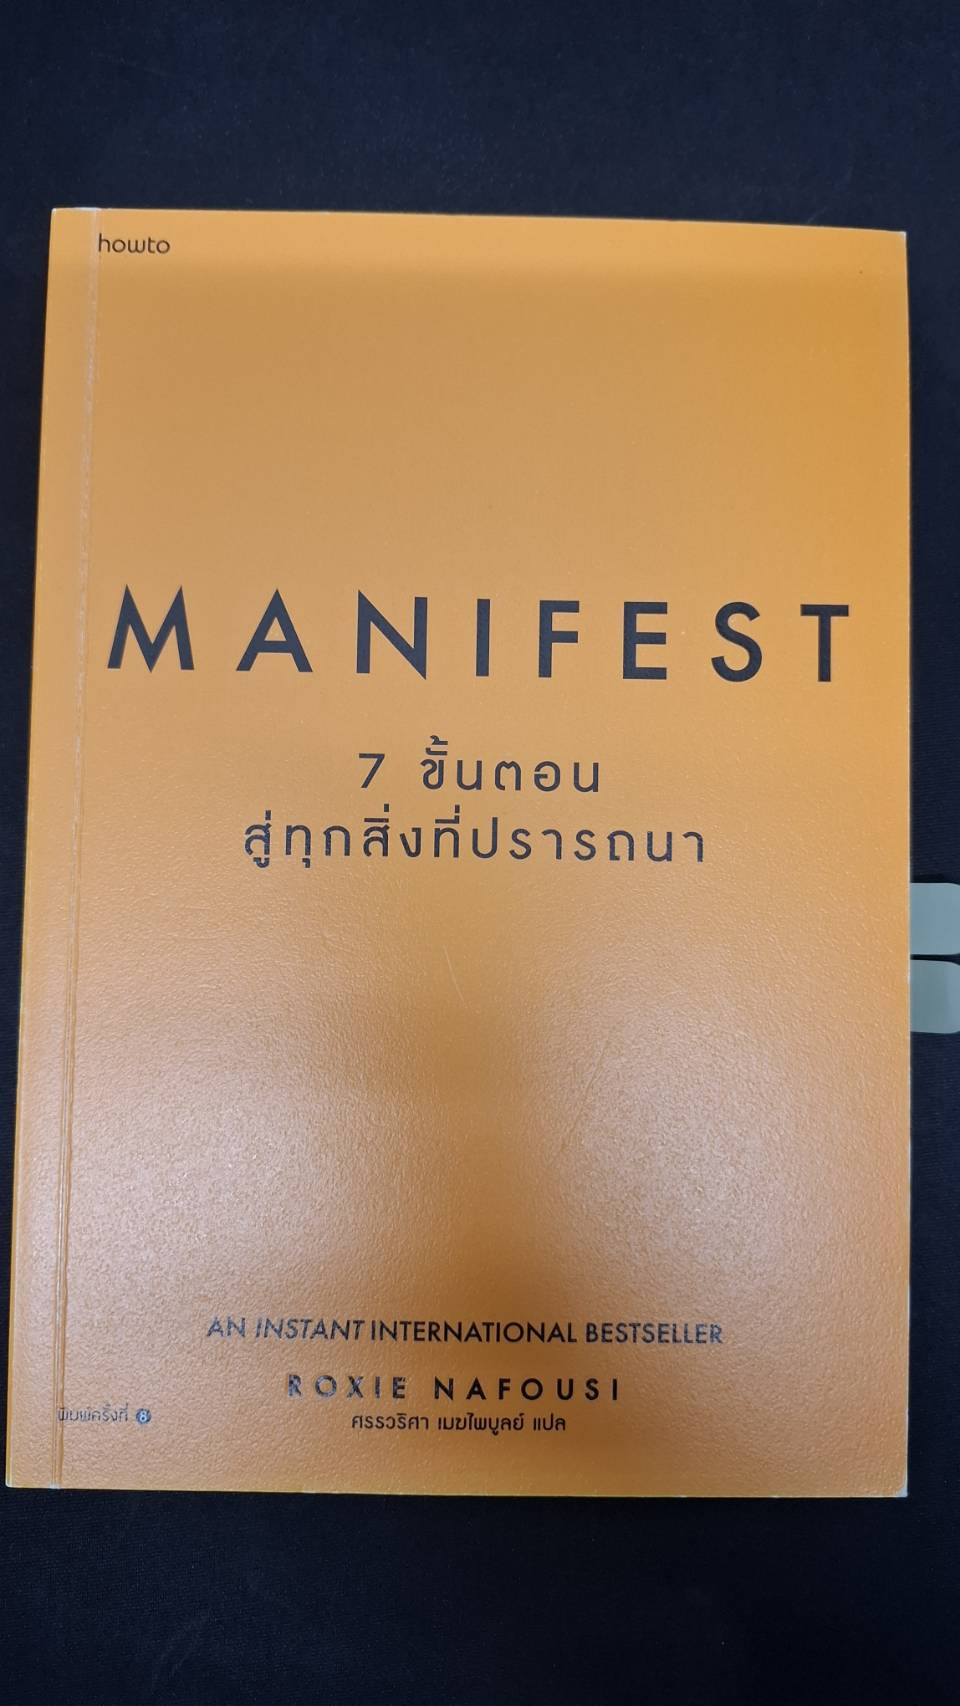 howto
MANIFEST
7 ขั้นตอน
สู่ทุกสิ่งที่ปรารถนา
AN INSTANT INTERNATIONAL BESTSELLER
ROXIE NAFOUSI
ศรรวริศา เมฆไพบูลย์ แปล
พิมพ์ครั้งที่ 8